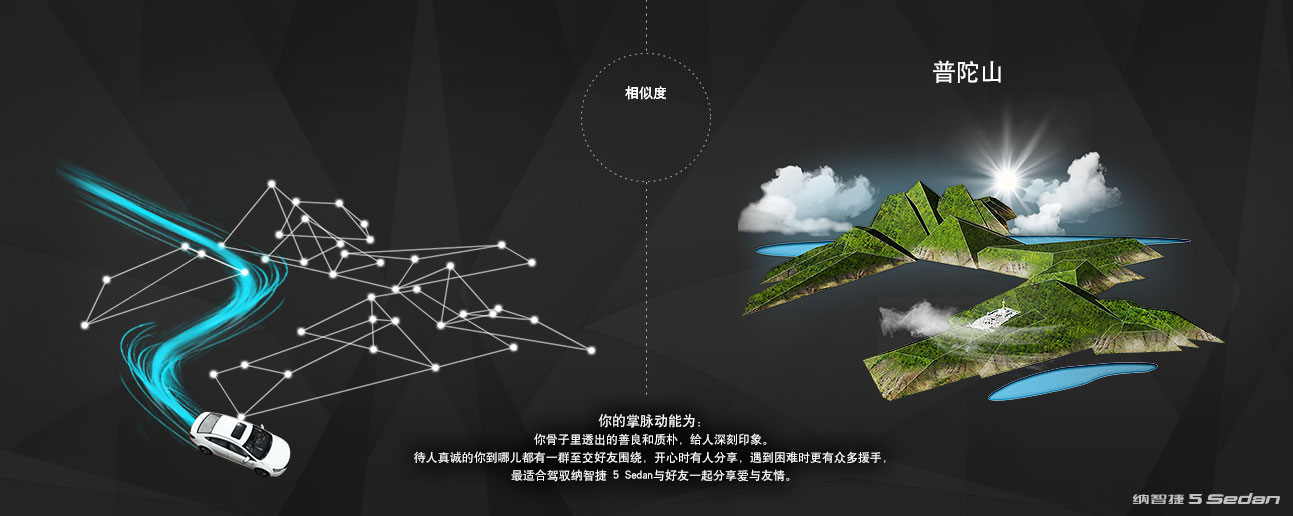 相似度
普陀山
你的掌脉动能为：
你骨子里透出的善良和质朴，给人深刻印象。
待人真诚的你到哪儿都有一群至交好友围绕，开心时有人分享，遇到困难时更有众多援手，
最适合驾驭纳智捷 5 Sedan与好友一起分享爱与友情。
纳智捷 5 Sedan